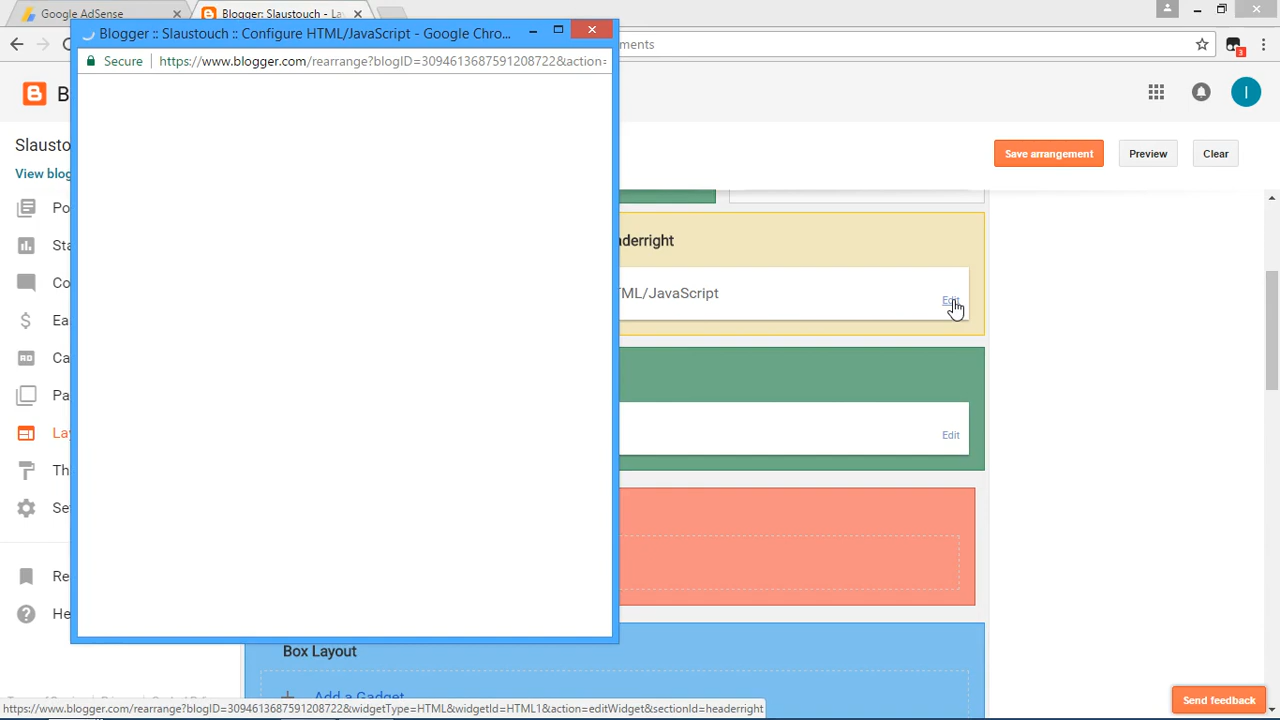 Google AdSense
Blogger: Slaustouch - La
Blogger :: Slaustouch :: Configure HTML/JavaScript - Google Chro...
Secure | https://www.blogger.com/rearrange?blogID=3094613687591208722&action=
ments
3
B
I
Slausto
View blog
Save arrangement
Preview
Clear
Po
Sta
Co
Ea
Ca
Pa
Lay
Th
Se
Re
He
aderright
TML/JavaScript
Edit
Edit
Box Layout
Add a Gadget
https://www.blogger.com/rearrange?blogID=3094613687591208722&widgetType=HTML&widgetId=HTML1&action=editWidget&sectionId=headerright
Send feedback